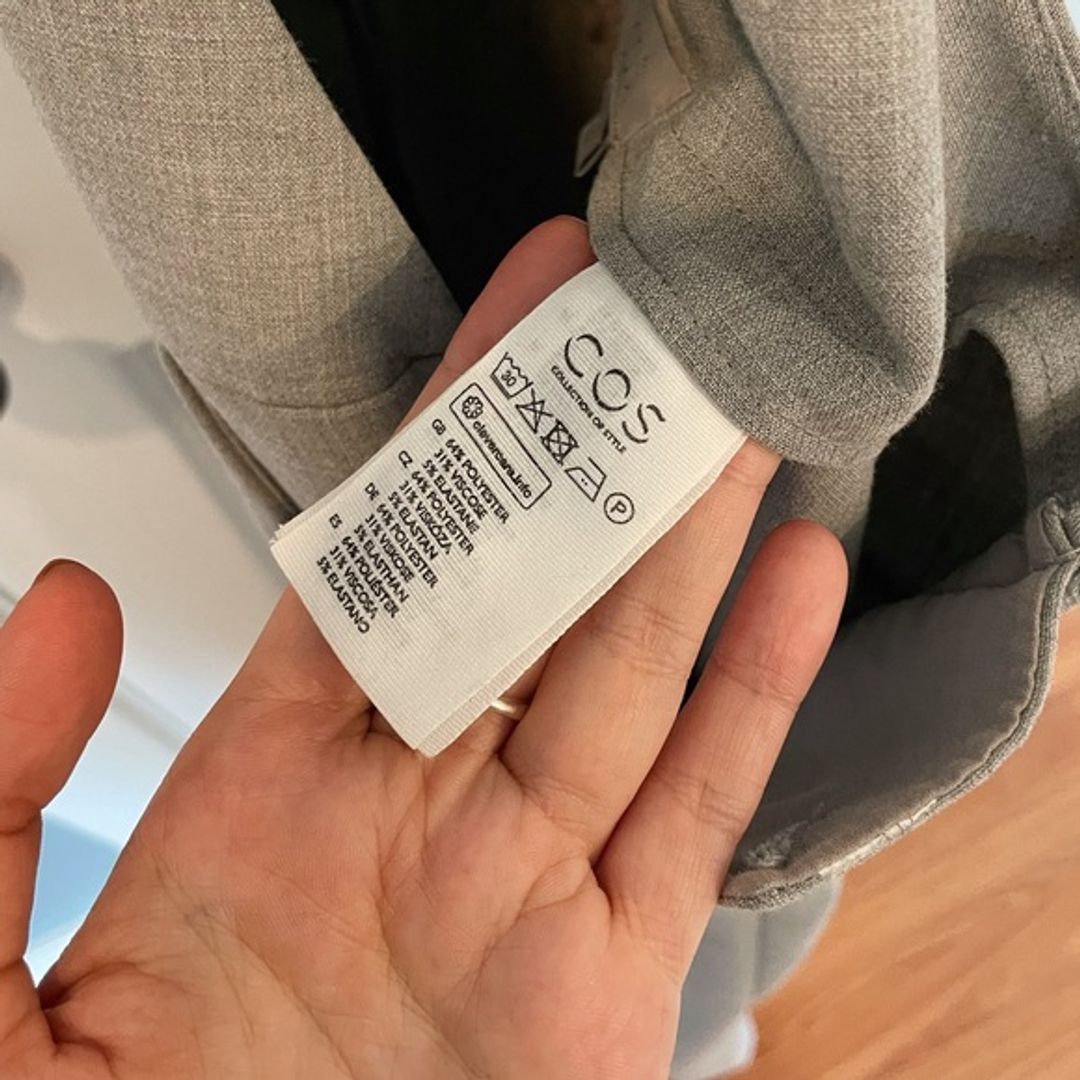 COS
COLLECTION OF STYLE
30
P
clevercare.info
GB 64% POLYESTER
31% VISCOSE
5% ELASTANE
CZ 64% POLYESTER
31% VISKÓZA
5% ELASTAN
DE 64% POLYESTER
31% VISKOSE
5% ELASTHAN
ES 64% POLIÉSTER
31% VISCOSA
5% ELASTANO